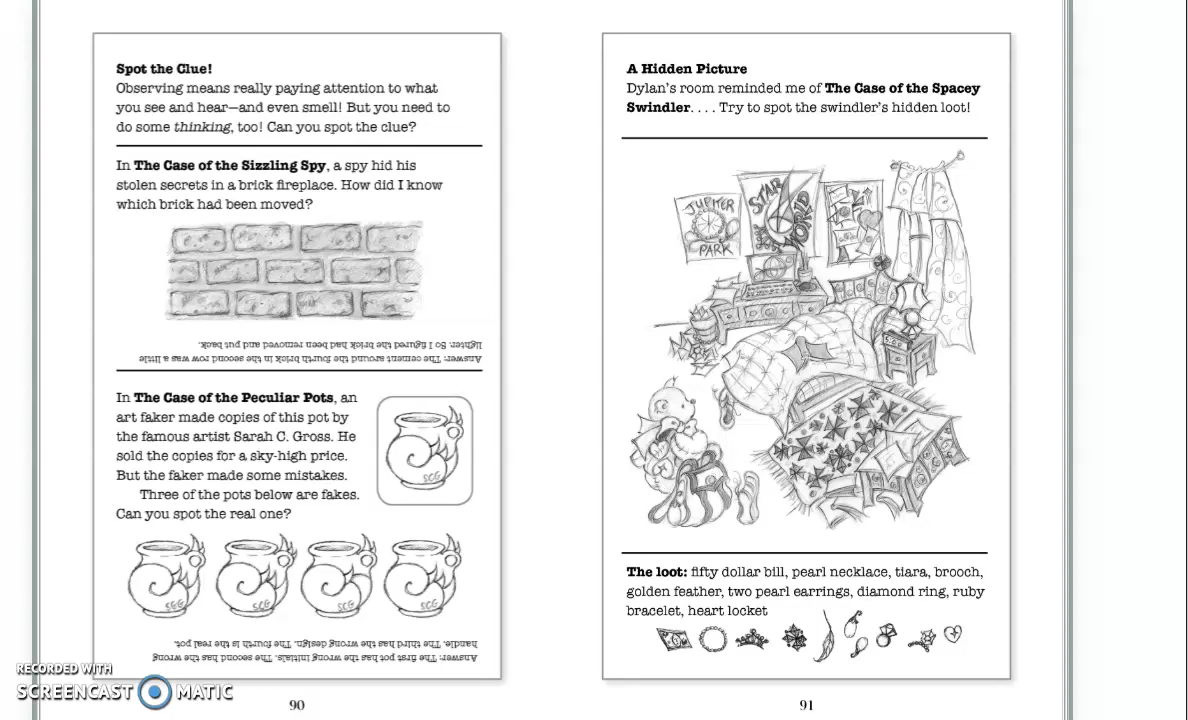 Spot the Clue!
Observing means really paying attention to what
you see and hear—and even smell! But you need to
do some thinking, too! Can you spot the clue?
In The Case of the Sizzling Spy, a spy hid his
stolen secrets in a brick fireplace. How did I know
which brick had been moved?
Answer: The cement around the fourth brick in the second row was a little
lighter. So I figured the brick had been removed and put back.
In The Case of the Peculiar Pots, an
art faker made copies of this pot by
the famous artist Sarah C. Gross. He
sold the copies for a sky-high price.
But the faker made some mistakes.
Three of the pots below are fakes.
Can you spot the real one?
SCG
SGG
SCG
SCG
SCG
Answer: The first pot has the wrong initials. The second has the wrong
handle. The third has the wrong design. The fourth is the real pot.
90
A Hidden Picture
Dylan's room reminded me of The Case of the Spacey
Swindler. . . . Try to spot the swindler's hidden loot!
JUPITER
PARK
STAR
WORLD
The loot: fifty dollar bill, pearl necklace, tiara, brooch,
golden feather, two pearl earrings, diamond ring, ruby
bracelet, heart locket
91
RECORDED WITH
SCREENCAST MATIC